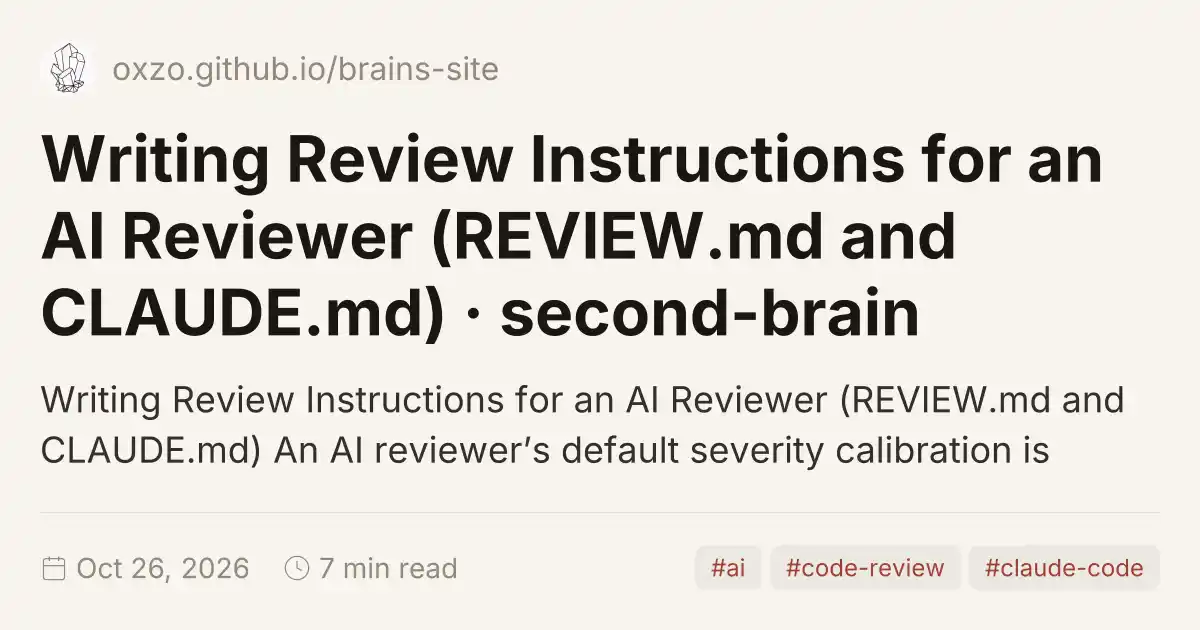 oxzo.github.io/brains-site
Writing Review Instructions for an
AI Reviewer (REVIEW.md and
CLAUDE.md) · second-brain
Writing Review Instructions for an AI Reviewer (REVIEW.md and
CLAUDE.md) An AI reviewer’s default severity calibration is
Oct 26, 2026 7 min read #ai #code-review #claude-code